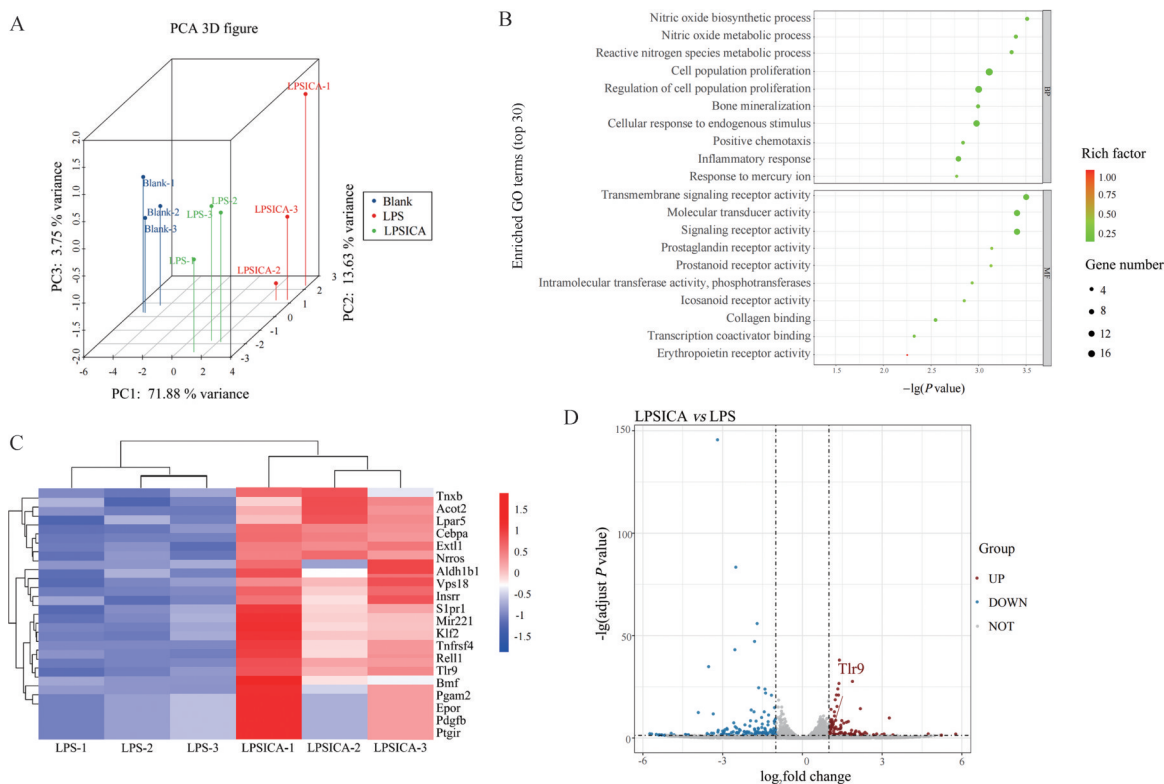 A
PCA 3D figure
PC3: 3.75 % variance
2.0
1.5
1.0
0.5
0.0
-0.5
-1.0
-1.5
-2.0
-6
-4
-2
0
2
4
PC1: 71.88 % variance
-3
-2
-1
0
1
2
3
PC2: 13.63 % variance
Blank-1
Blank-2
Blank-3
LPS-1
LPS-2
LPS-3
LPSICA-1
LPSICA-3
LPSICA-2
Blank
LPS
LPSICA
B
Enriched GO terms (top 30)
Nitric oxide biosynthetic process
Nitric oxide metabolic process
Reactive nitrogen species metabolic process
Cell population proliferation
Regulation of cell population proliferation
Bone mineralization
Cellular response to endogenous stimulus
Positive chemotaxis
Inflammatory response
Response to mercury ion
BP
Transmembrane signaling receptor activity
Molecular transducer activity
Signaling receptor activity
Prostaglandin receptor activity
Prostanoid receptor activity
Intramolecular transferase activity, phosphotransferases
Icosanoid receptor activity
Collagen binding
Transcription coactivator binding
Erythropoietin receptor activity
MF
1.5
2.0
2.5
3.0
3.5
−lg(P value)
Rich factor
1.00
0.75
0.50
0.25
Gene number
4
8
12
16
C
Tnxb
Acot2
Lpar5
Cebpa
Extl1
Nrros
Aldh1b1
Vps18
Insrr
S1pr1
Mir221
Klf2
Tnfrsf4
Rell1
Tlr9
Bmf
Pgam2
Epor
Pdgfb
Ptgir
LPS-1
LPS-2
LPS-3
LPSICA-1
LPSICA-2
LPSICA-3
1.5
1
0.5
0
-0.5
-1
-1.5
D
LPSICA vs LPS
-lg(adjust P value)
150
100
50
0
Tlr9
-6
-3
0
3
6
log2fold change
Group
UP
DOWN
NOT